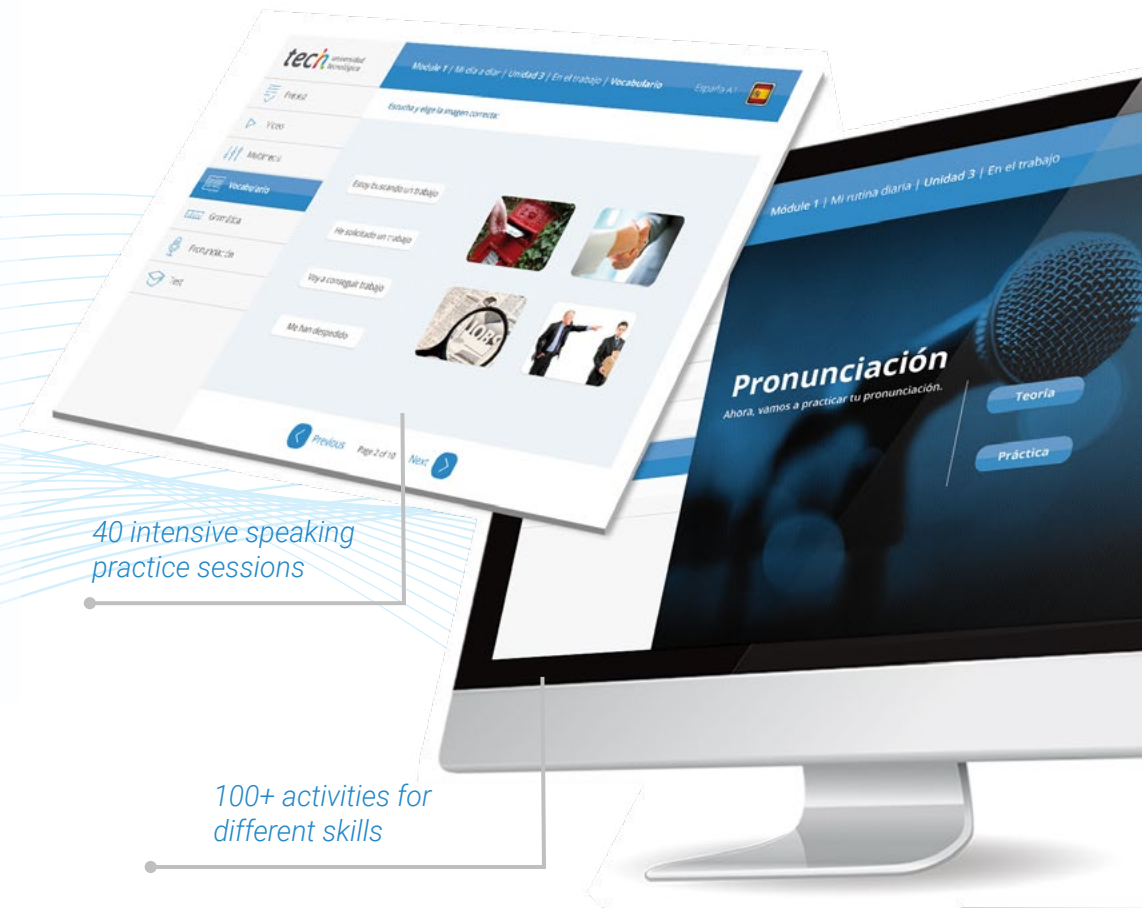 tech universidad
tecnológica
Module 1 | Mi día a diar | Unidad 3 | En el trabajo | Vocabulario
España A1
Escucha y elige la imagen correcta:
Vocabulario
Gramática
Pronunciación
Test
Estoy buscando un trabajo
He solicitado un trabajo
Voy a conseguir trabajo
Me han despedido
JOBS
Previous
Page 2 of 10
Next
Módule 1 | Mi rutina diaria | Unidad 3 | En el trabajo
Pronunciación
Ahora, vamos a practicar tu pronunciación.
Teoría
Práctica
40 intensive speaking
practice sessions
100+ activities for
different skills